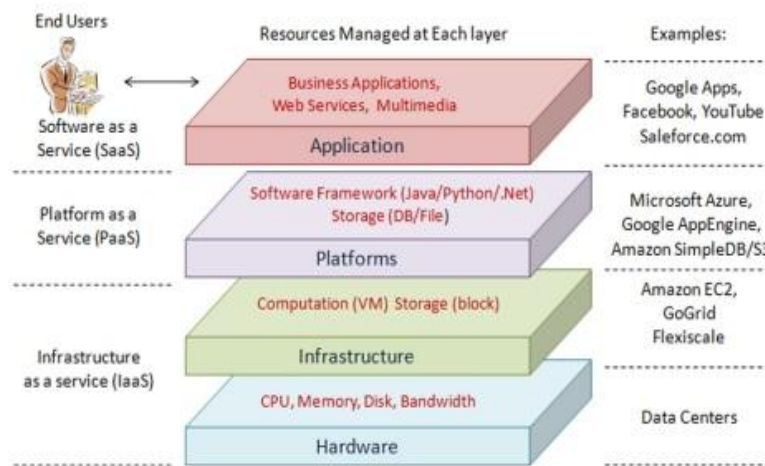 End Users
Resources Managed at Each layer
Examples:
Business Applications,
Web Services, Multimedia
Application
Software as a
Service (SaaS)
Google Apps,
Facebook, YouTube
Saleforce.com
Software Framework (Java/Python/.Net)
Storage (DB/File)
Platforms
Platform as a
Service (PaaS)
Microsoft Azure,
Google AppEngine,
Amazon SimpleDB/S3
Computation (VM) Storage (block)
Infrastructure
Amazon EC2,
GoGrid
Flexiscale
Infrastructure
as a service (IaaS)
CPU, Memory, Disk, Bandwidth
Hardware
Data Centers